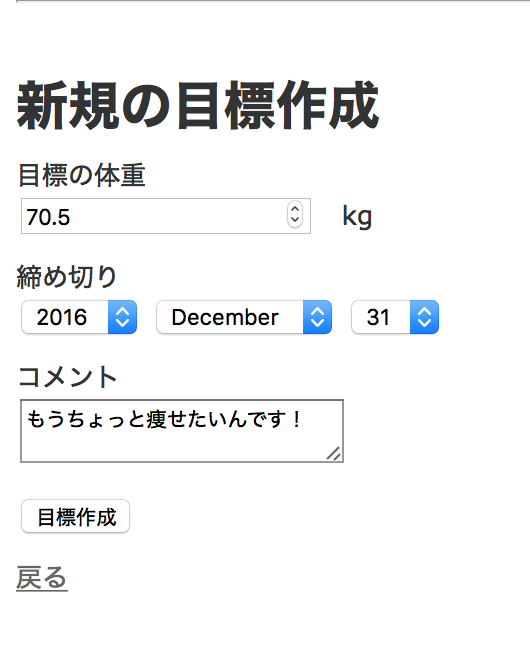 新規の目標作成
目標の体重
70.5 kg
締め切り
2016 December 31
コメント
もうちょっと痩せたいんです！
目標作成
戻る